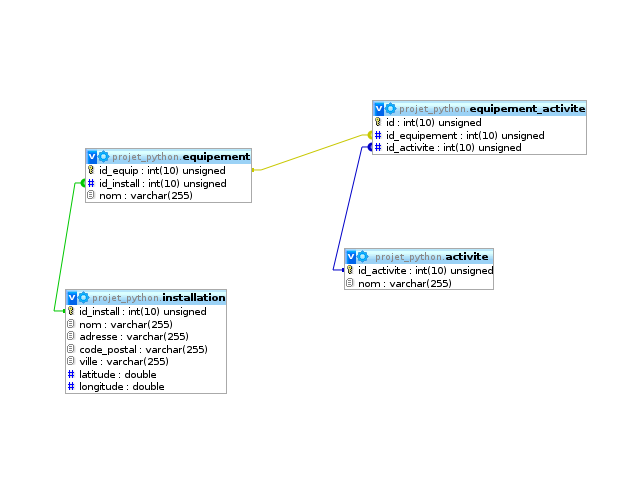 v projet_python.equipement_activite
id : int(10) unsigned
# id_equipement : int(10) unsigned
# id_activite : int(10) unsigned
v projet_python.equipement
id_equip : int(10) unsigned
# id_install : int(10) unsigned
nom : varchar(255)
v projet_python.activite
id_activite : int(10) unsigned
nom : varchar(255)
v projet_python.installation
id_install : int(10) unsigned
nom : varchar(255)
adresse : varchar(255)
code_postal : varchar(255)
ville : varchar(255)
# latitude : double
# longitude : double